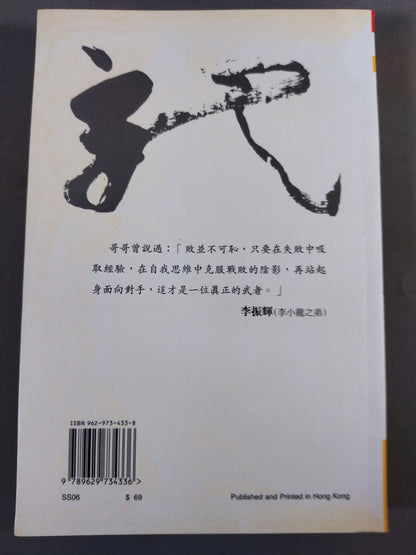 哥哥曾說過：「敗並不可恥，只要在失敗中吸
取經驗，在自我思維中克服戰敗的陰影，再站起
身面向對手，這才是一位眞正的武者。」
李振輝(李小龍之弟)
ISBN 962-973-433-8
9 789629 734336 >
SS06 $ 69
Published and Printed in Hong Kong